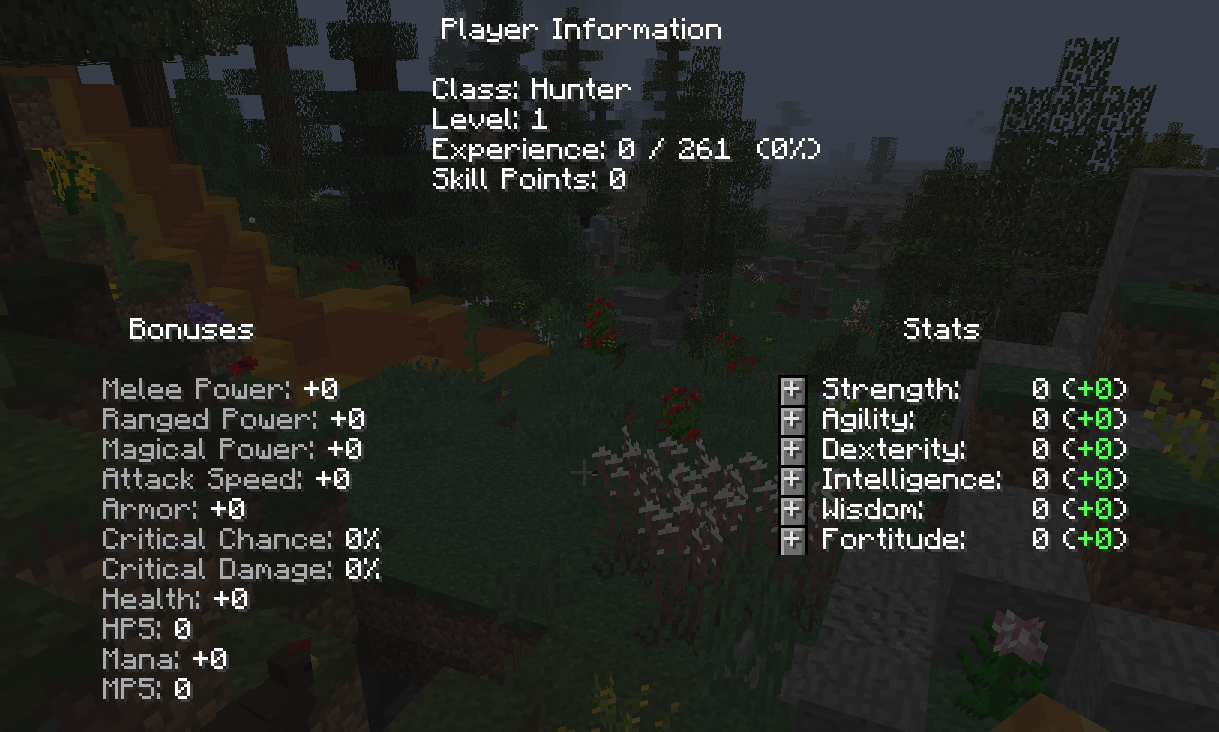 Player Information
Class: Hunter
Level: 1
Experience: 0 / 261 (0%)
Skill Points: 0
Bonuses
Melee Power: +0
Ranged Power: +0
Magical Power: +0
Attack Speed: +0
Armor: +0
Critical Chance: 0%
Critical Damage: 0%
Health: +0
HP5: 0
Mana: +0
MP5: 0
Stats
+ Strength: 0 (+0)
+ Agility: 0 (+0)
+ Dexterity: 0 (+0)
+ Intelligence: 0 (+0)
+ Wisdom: 0 (+0)
+ Fortitude: 0 (+0)